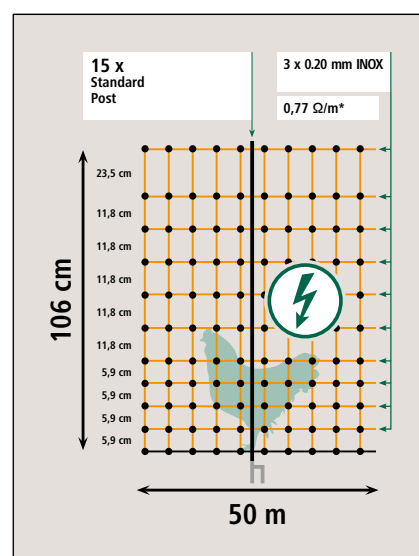 15 x
Standard
Post
3 x 0.20 mm INOX
0,77 Ω/m*
106 cm
23,5 cm
11,8 cm
11,8 cm
11,8 cm
11,8 cm
11,8 cm
5,9 cm
5,9 cm
5,9 cm
5,9 cm
50 m